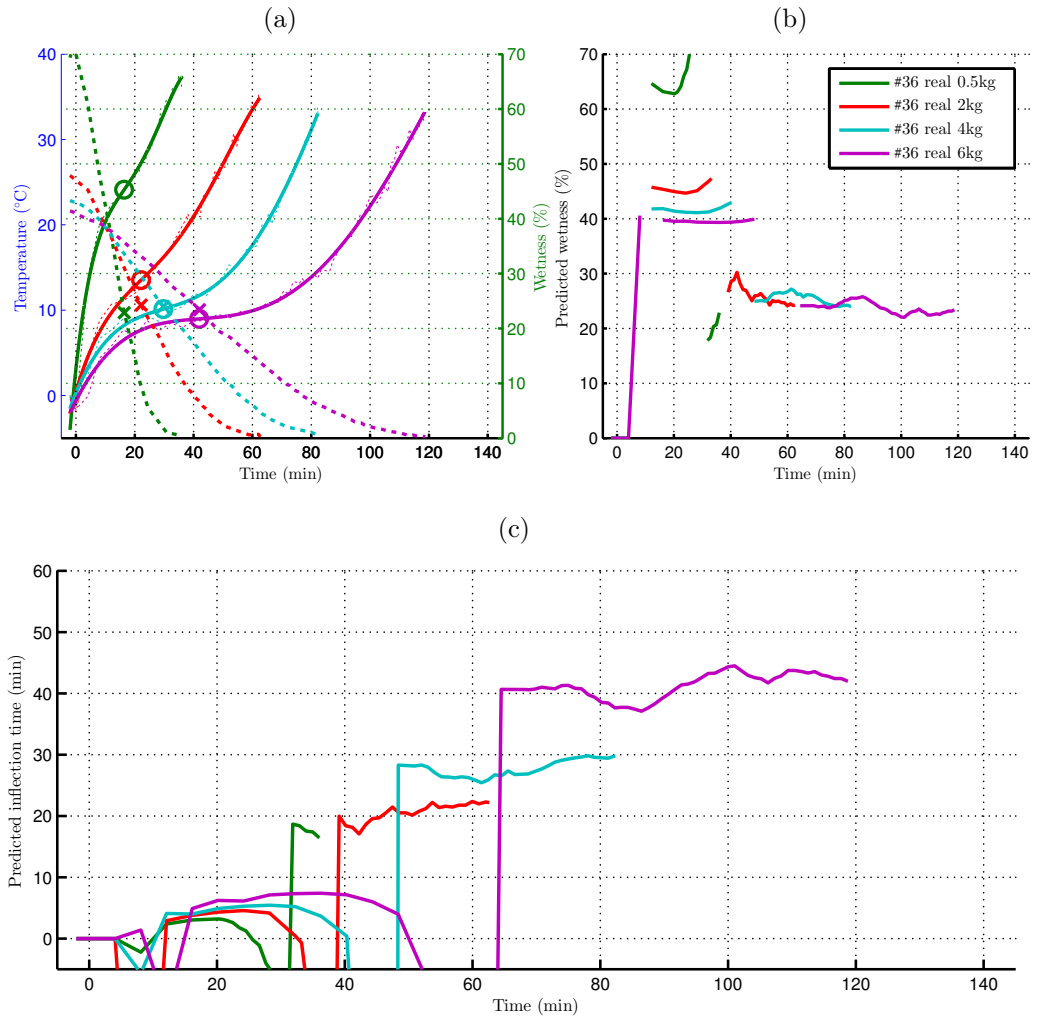 (a)
(b)
40
30
20
10
0
Temperature (°C)
70
60
50
40
30
20
10
0
Wetness (%)
0 20 40 60 80 100 120 140
Time (min)
70
60
50
40
30
20
10
0
Predicted wetness (%)
#36 real 0.5kg
#36 real 2kg
#36 real 4kg
#36 real 6kg
0 20 40 60 80 100 120 140
Time (min)
(c)
60
50
40
30
20
10
0
Predicted inflection time (min)
0 20 40 60 80 100 120 140
Time (min)